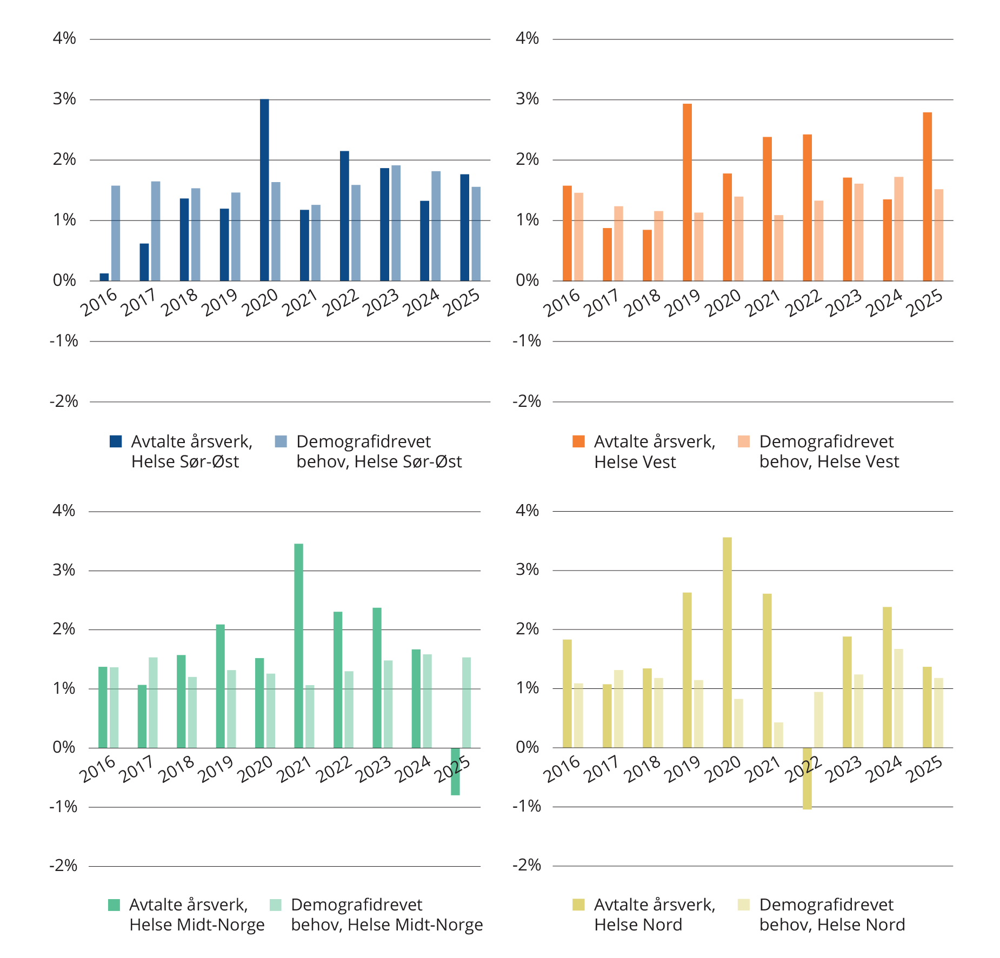 4%
3%
2%
1%
0%
2016 2017 2018 2019 2020 2021 2022 2023 2024 2025
-1%
-2%
Avtalte årsverk,
Helse Sør-Øst
Demografidrevet
behov, Helse Sør-Øst
4%
3%
2%
1%
0%
2016 2017 2018 2019 2020 2021 2022 2023 2024 2025
-1%
-2%
Avtalte årsverk,
Helse Vest
Demografidrevet
behov, Helse Vest
4%
3%
2%
1%
0%
2016 2017 2018 2019 2020 2021 2022 2023 2024 2025
-1%
-2%
Avtalte årsverk,
Helse Midt-Norge
Demografidrevet
behov, Helse Midt-Norge
4%
3%
2%
1%
0%
2016 2017 2018 2019 2020 2021 2022 2023 2024 2025
-1%
-2%
Avtalte årsverk,
Helse Nord
Demografidrevet
behov, Helse Nord